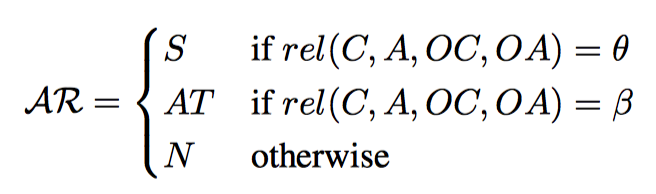 S if rel(C, A, OC, OA) = θ
𝒜ℛ = { AT if rel(C, A, OC, OA) = β
N otherwise